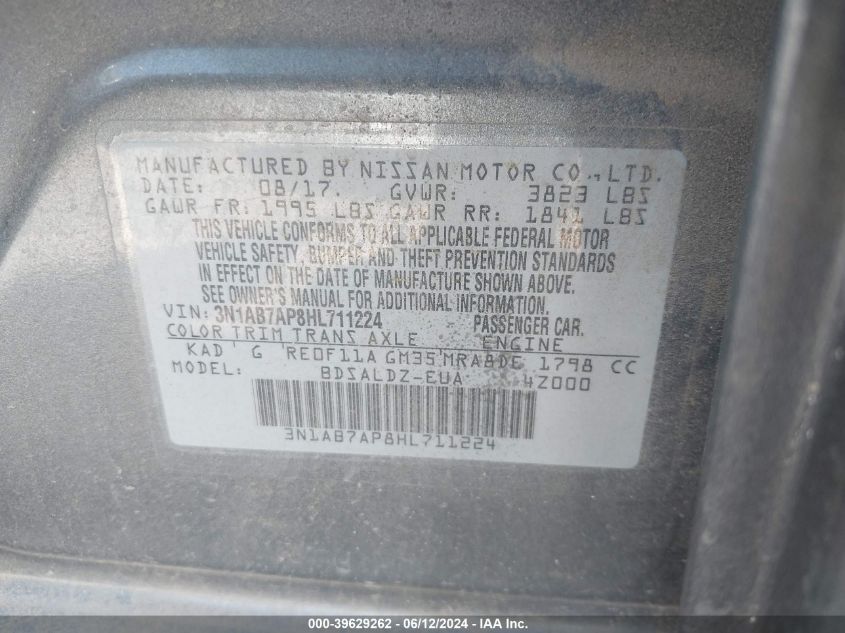 MANUFACTURED BY NISSAN MOTOR CO., LTD.
DATE: 08/17. GVWR: 3823 LBS
GAWR FR: 1995 LBS GAWR RR: 1841 LBS
THIS VEHICLE CONFORMS TO ALL APPLICABLE FEDERAL MOTOR
VEHICLE SAFETY, BUMPER AND THEFT PREVENTION STANDARDS
IN EFFECT ON THE DATE OF MANUFACTURE SHOWN ABOVE.
SEE OWNER'S MANUAL FOR ADDITIONAL INFORMATION.
VIN: 3N1AB7AP8HL711224 PASSENGER CAR.
COLOR TRIM TRANS AXLE ENGINE
KAD G RE0F11A GM35 MRA8DE 1798 CC
MODEL: BDSALDZ-EUA 4Z000
3N1AB7AP8HL711224
000-39629262 - 06/12/2024 - IAA Inc.